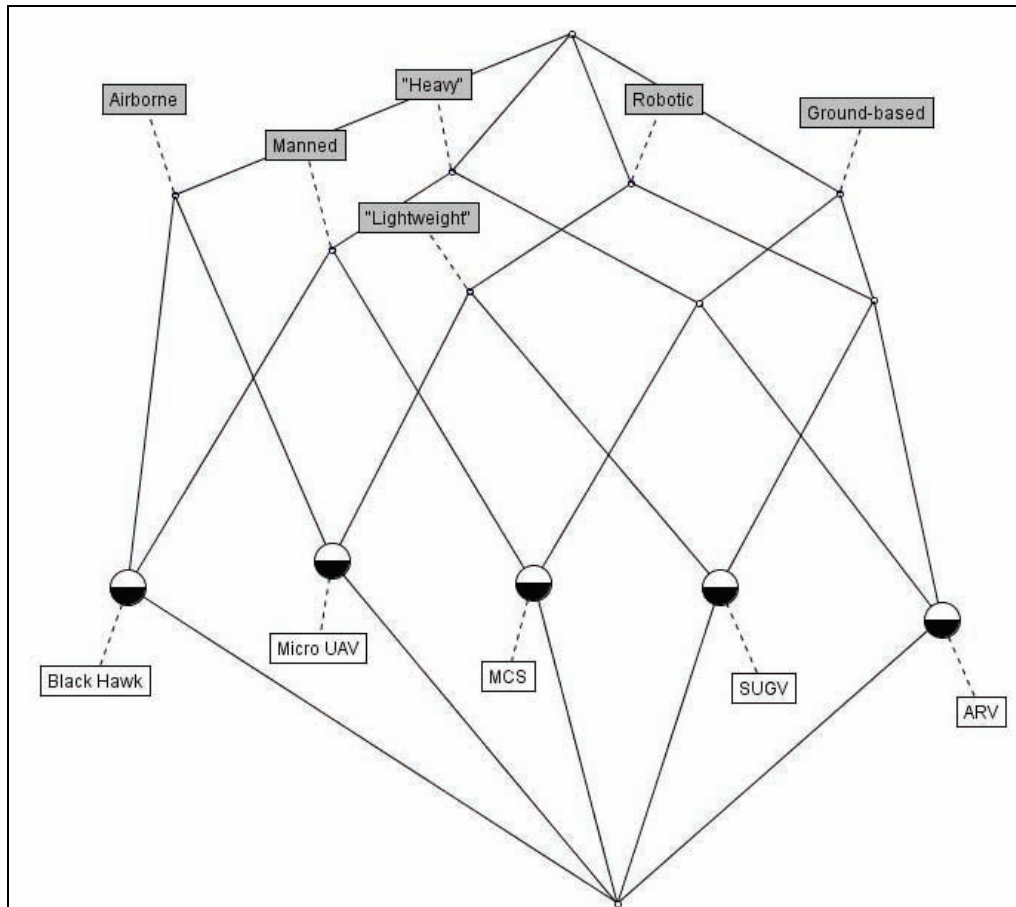 "Heavy"
Airborne
Robotic
Ground-based
Manned
"Lightweight"
Micro UAV
Black Hawk
MCS
SUGV
ARV